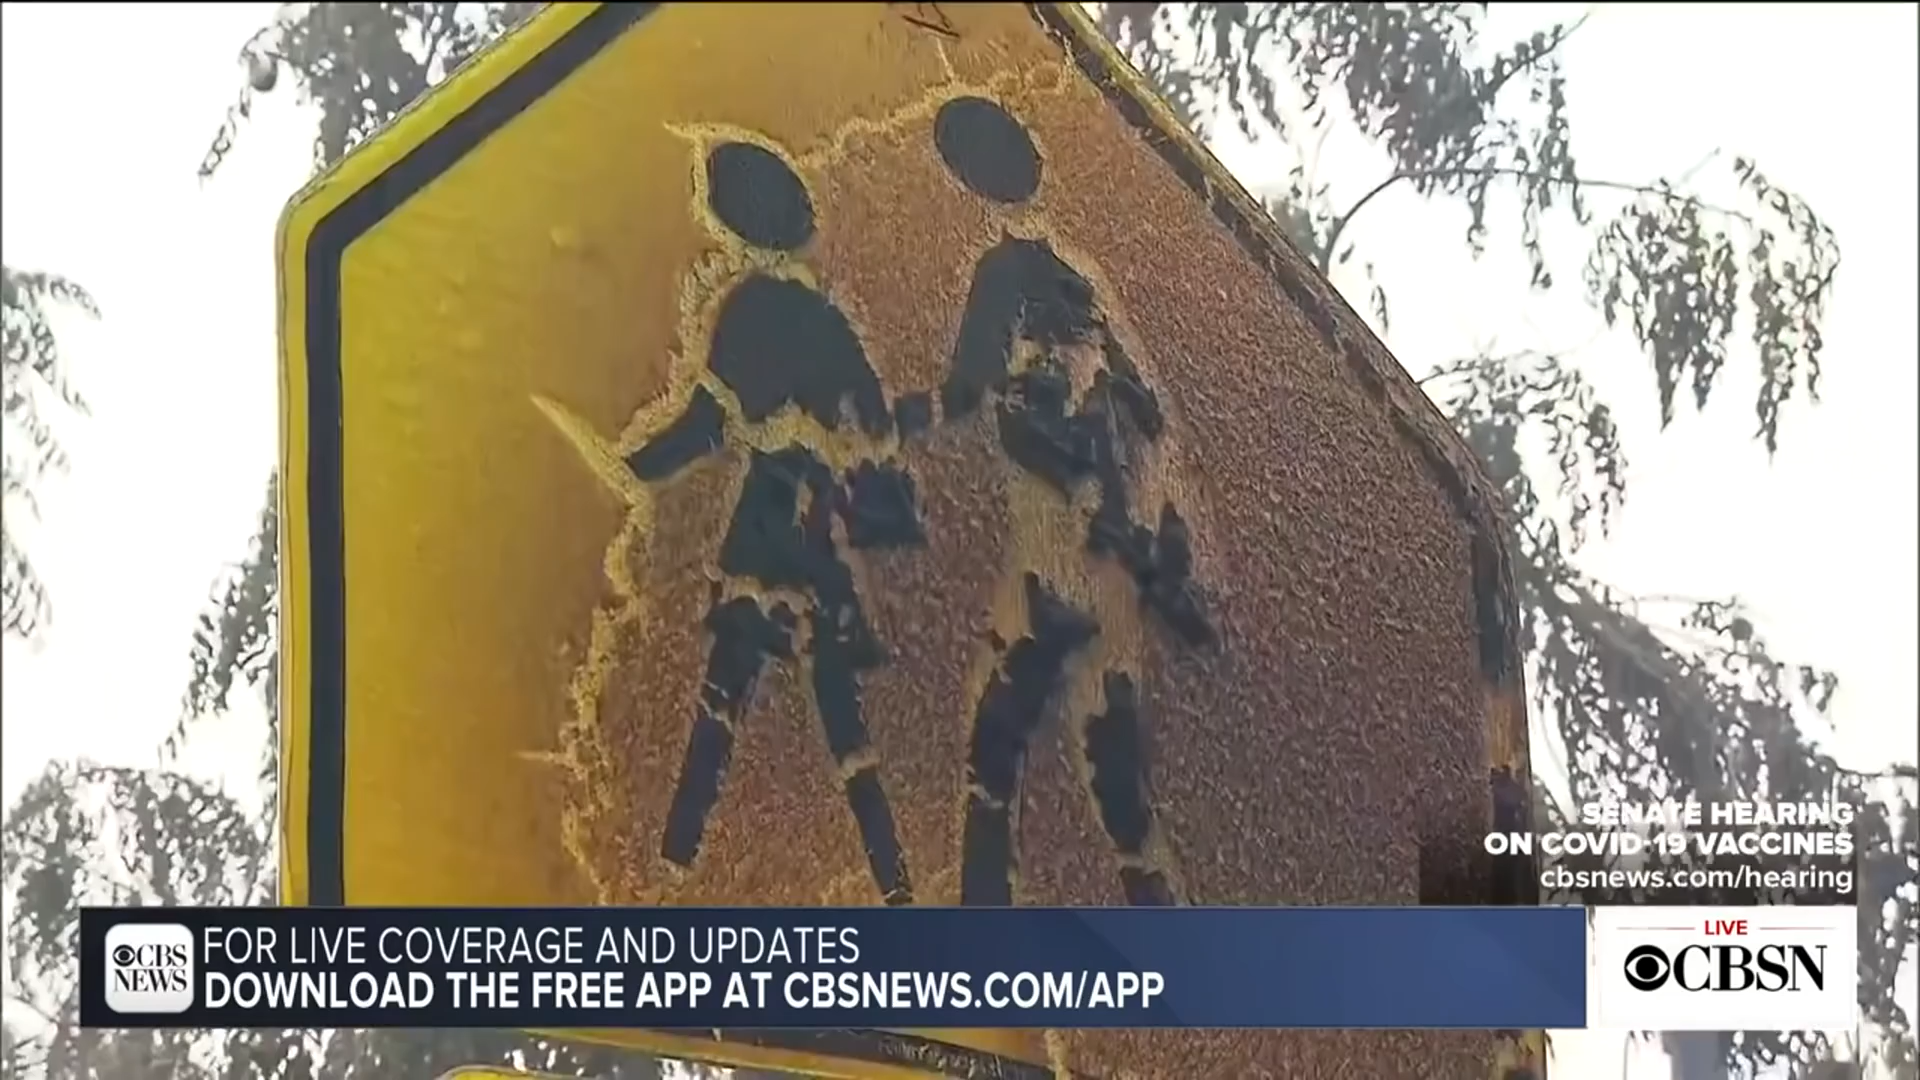 SENATE HEARING
ON COVID-19 VACCINES
cbsnews.com/hearing
CBS
NEWS
FOR LIVE COVERAGE AND UPDATES
DOWNLOAD THE FREE APP AT CBSNEWS.COM/APP
LIVE
CBSN